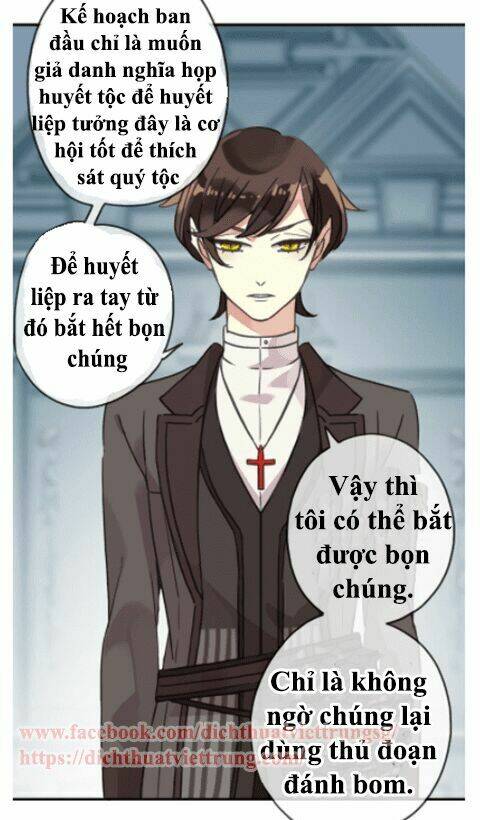 Kế hoạch ban
đầu chỉ là muốn
giả danh nghĩa họp
huyết tộc để huyết
liệp tưởng đây là cơ
hội tốt để thích
sát quý tộc
Để huyết
liệp ra tay từ
đó bắt hết bọn
chúng
Vậy thì
tôi có thể bắt
được bọn
chúng.
Chỉ là không
ngờ chúng lại
dùng thủ đoạn
đánh bom.
www.facebook.com/dichthuatviettrungsg/
https://dichthuatviettrung.com/